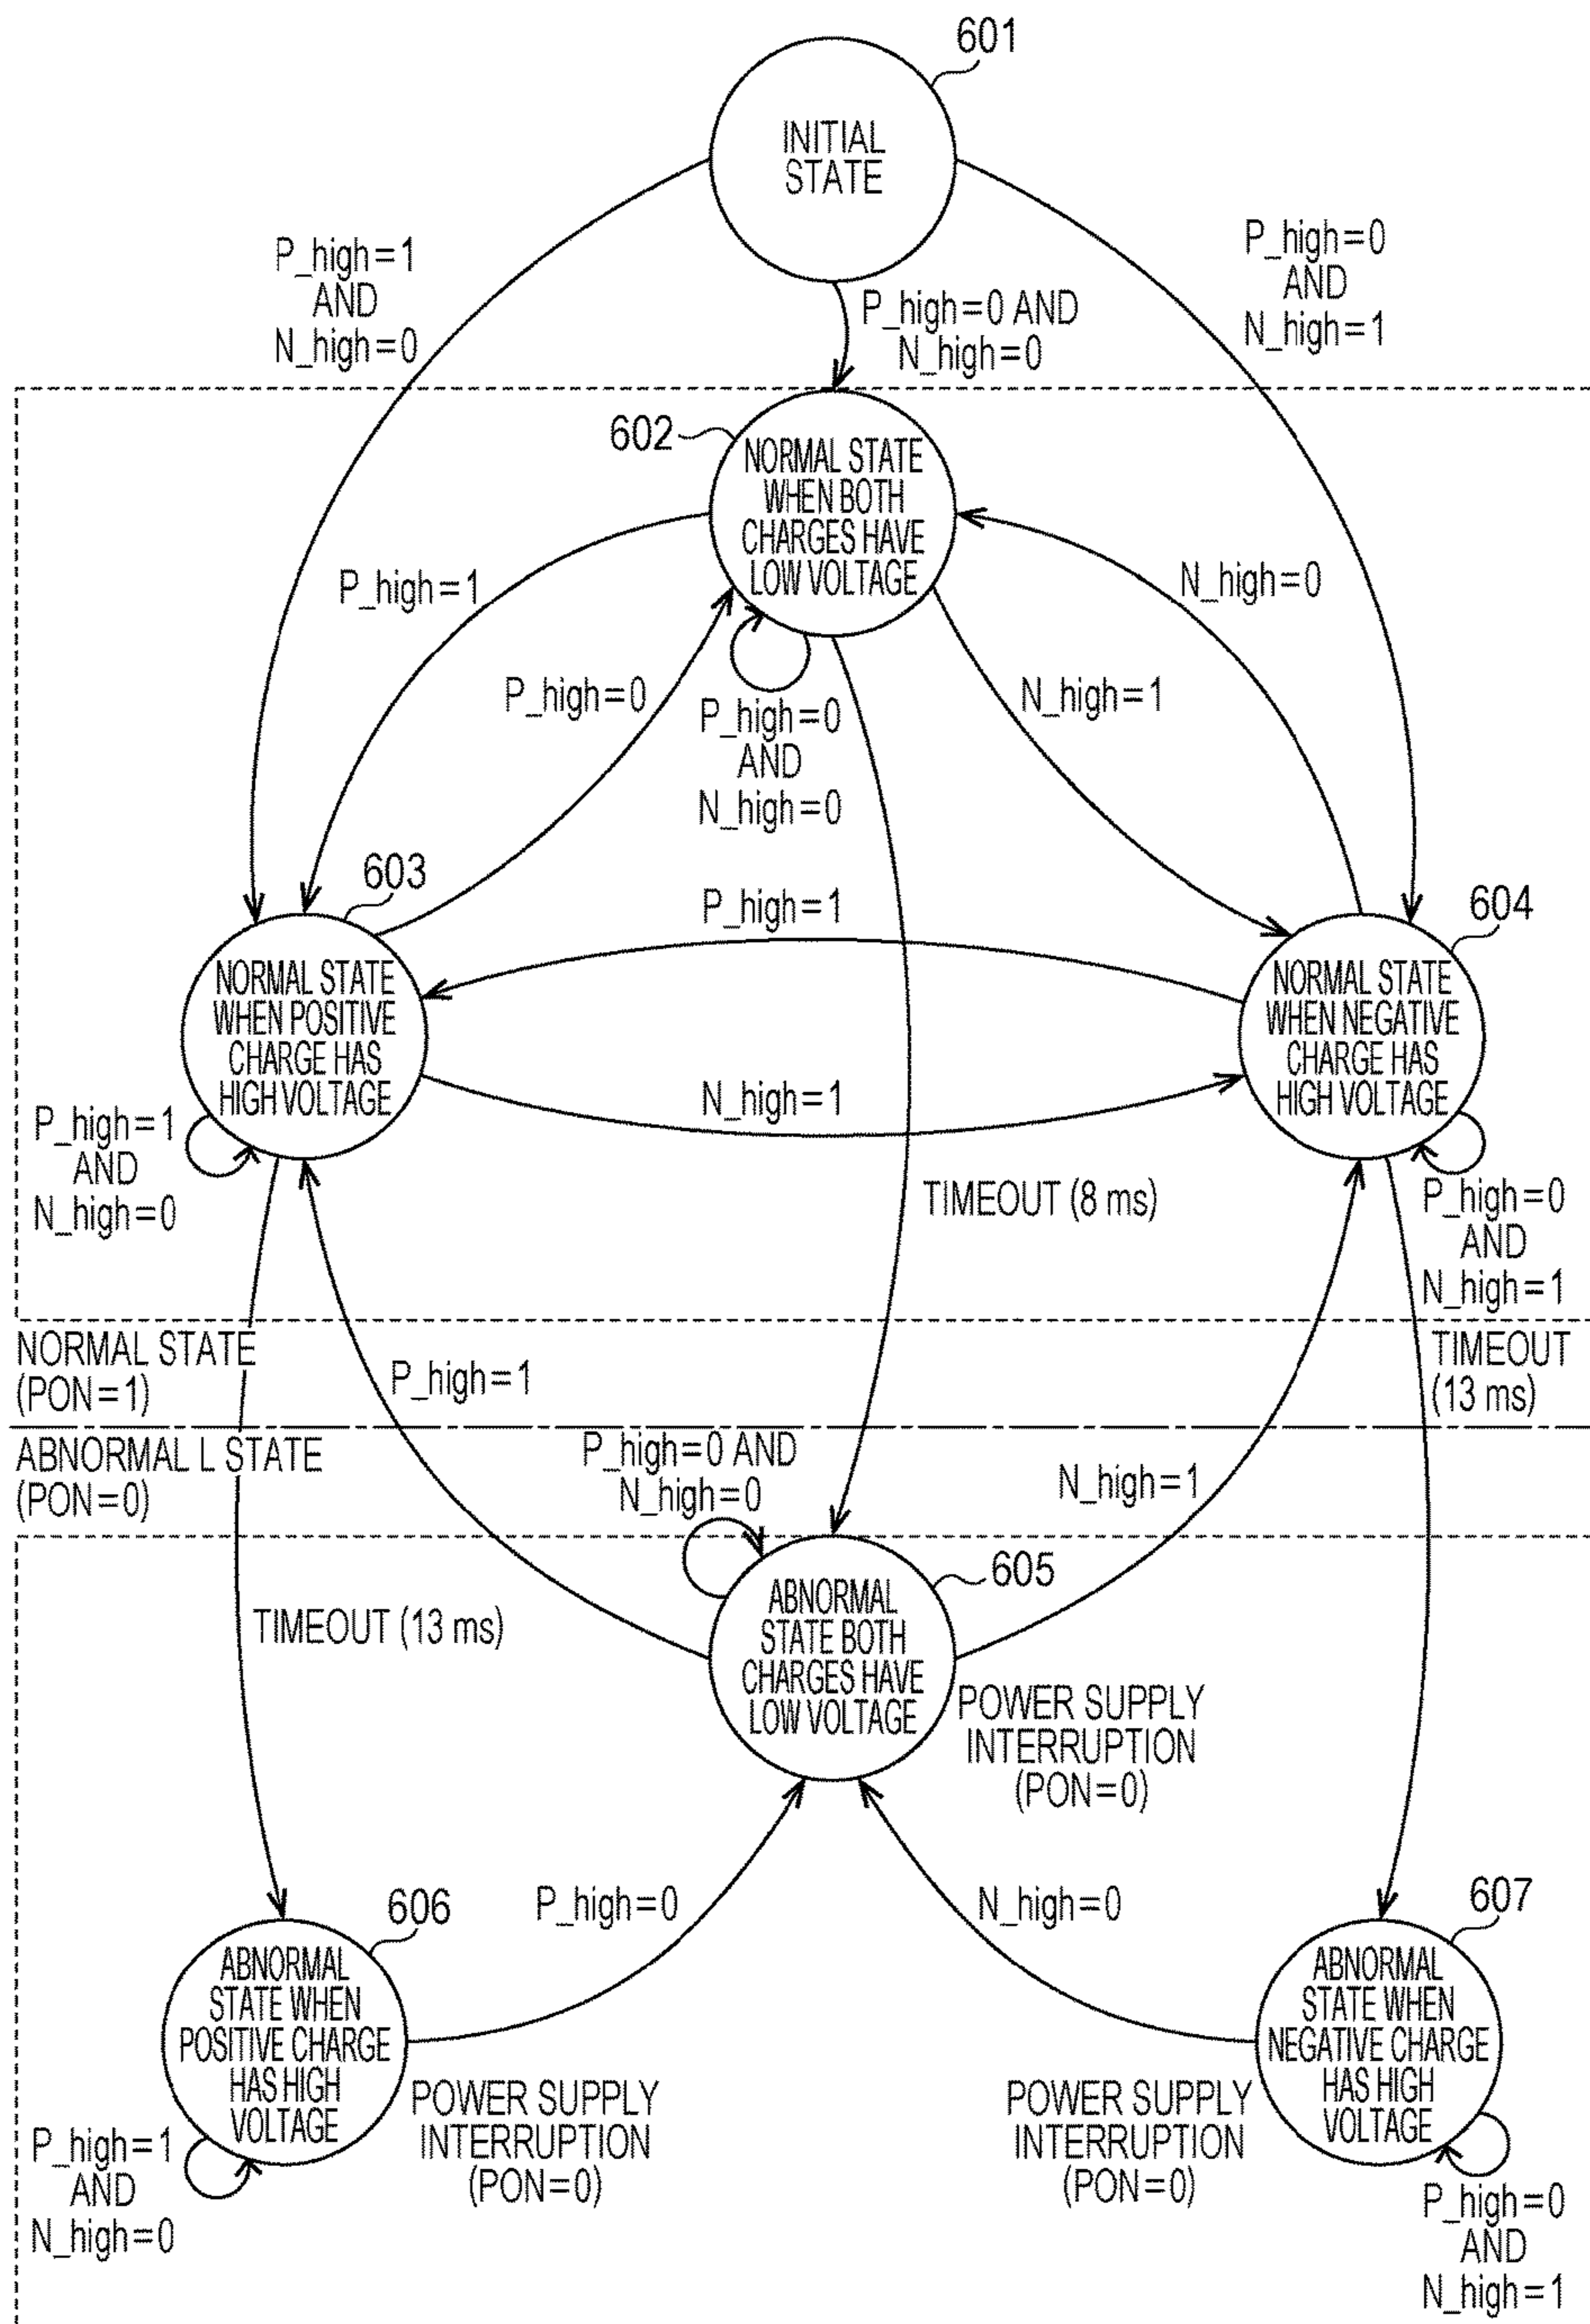 601
INITIAL
STATE
P_high=1
AND
N_high=0
P_high=0 AND
N_high=0
P_high=0
AND
N_high=1
602
NORMAL STATE
WHEN BOTH
CHARGES HAVE
LOW VOLTAGE
P_high=1
N_high=0
P_high=0
N_high=1
P_high=0
AND
N_high=0
603
P_high=1
604
NORMAL STATE
WHEN POSITIVE
CHARGE HAS
HIGH VOLTAGE
NORMAL STATE
WHEN NEGATIVE
CHARGE HAS
HIGH VOLTAGE
N_high=1
P_high=1
AND
N_high=0
TIMEOUT (8 ms)
P_high=0
AND
N_high=1
NORMAL STATE
(PON=1)
P_high=1
TIMEOUT
(13 ms)
ABNORMAL L STATE
(PON=0)
P_high=0 AND
N_high=0
N_high=1
605
TIMEOUT (13 ms)
ABNORMAL
STATE BOTH
CHARGES HAVE
LOW VOLTAGE
POWER SUPPLY
INTERRUPTION
(PON=0)
606
P_high=0
N_high=0
607
ABNORMAL
STATE WHEN
POSITIVE CHARGE
HAS HIGH
VOLTAGE
ABNORMAL
STATE WHEN
NEGATIVE CHARGE
HAS HIGH
VOLTAGE
POWER SUPPLY
INTERRUPTION
(PON=0)
POWER SUPPLY
INTERRUPTION
(PON=0)
P_high=1
AND
N_high=0
P_high=0
AND
N_high=1